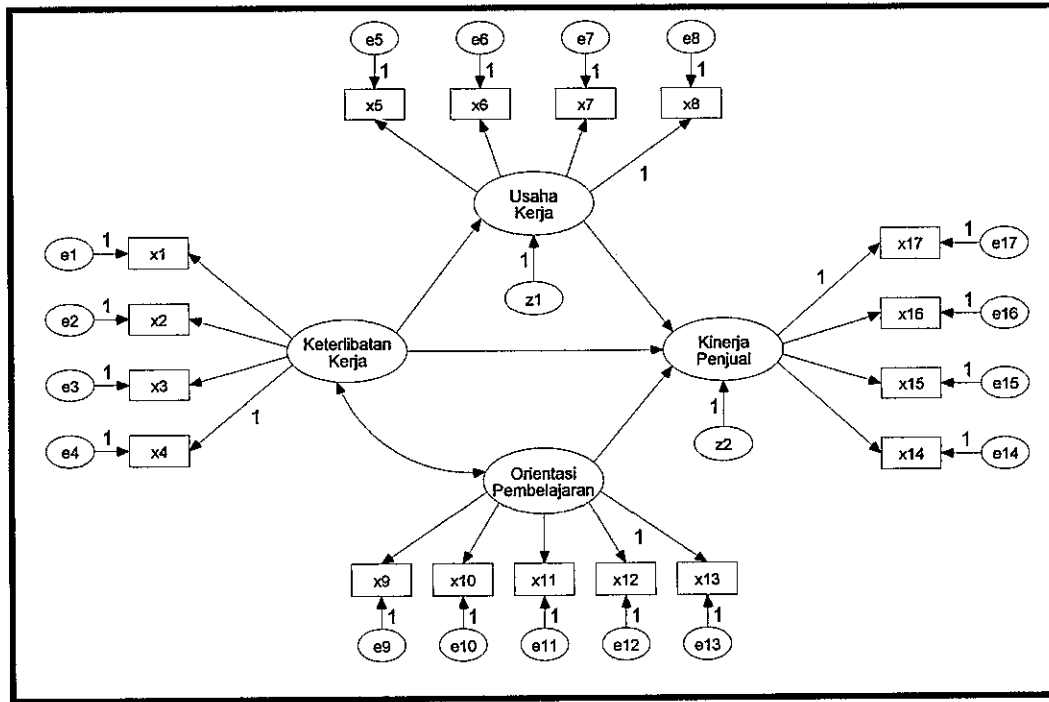 e5 e6 e7 e8
1 1 1 1
x5 x6 x7 x8
1
Usaha
Kerja
1
z1
e1 1 x1
e2 1 x2
e3 1 x3
e4 1 x4
1
Keterlibatan
Kerja
Kinerja
Penjual
1
z2
1
x17 1 e17
x16 1 e16
x15 1 e15
x14 1 e14
Orientasi
Pembelajaran
1
x9 x10 x11 x12 x13
1 1 1 1 1
e9 e10 e11 e12 e13